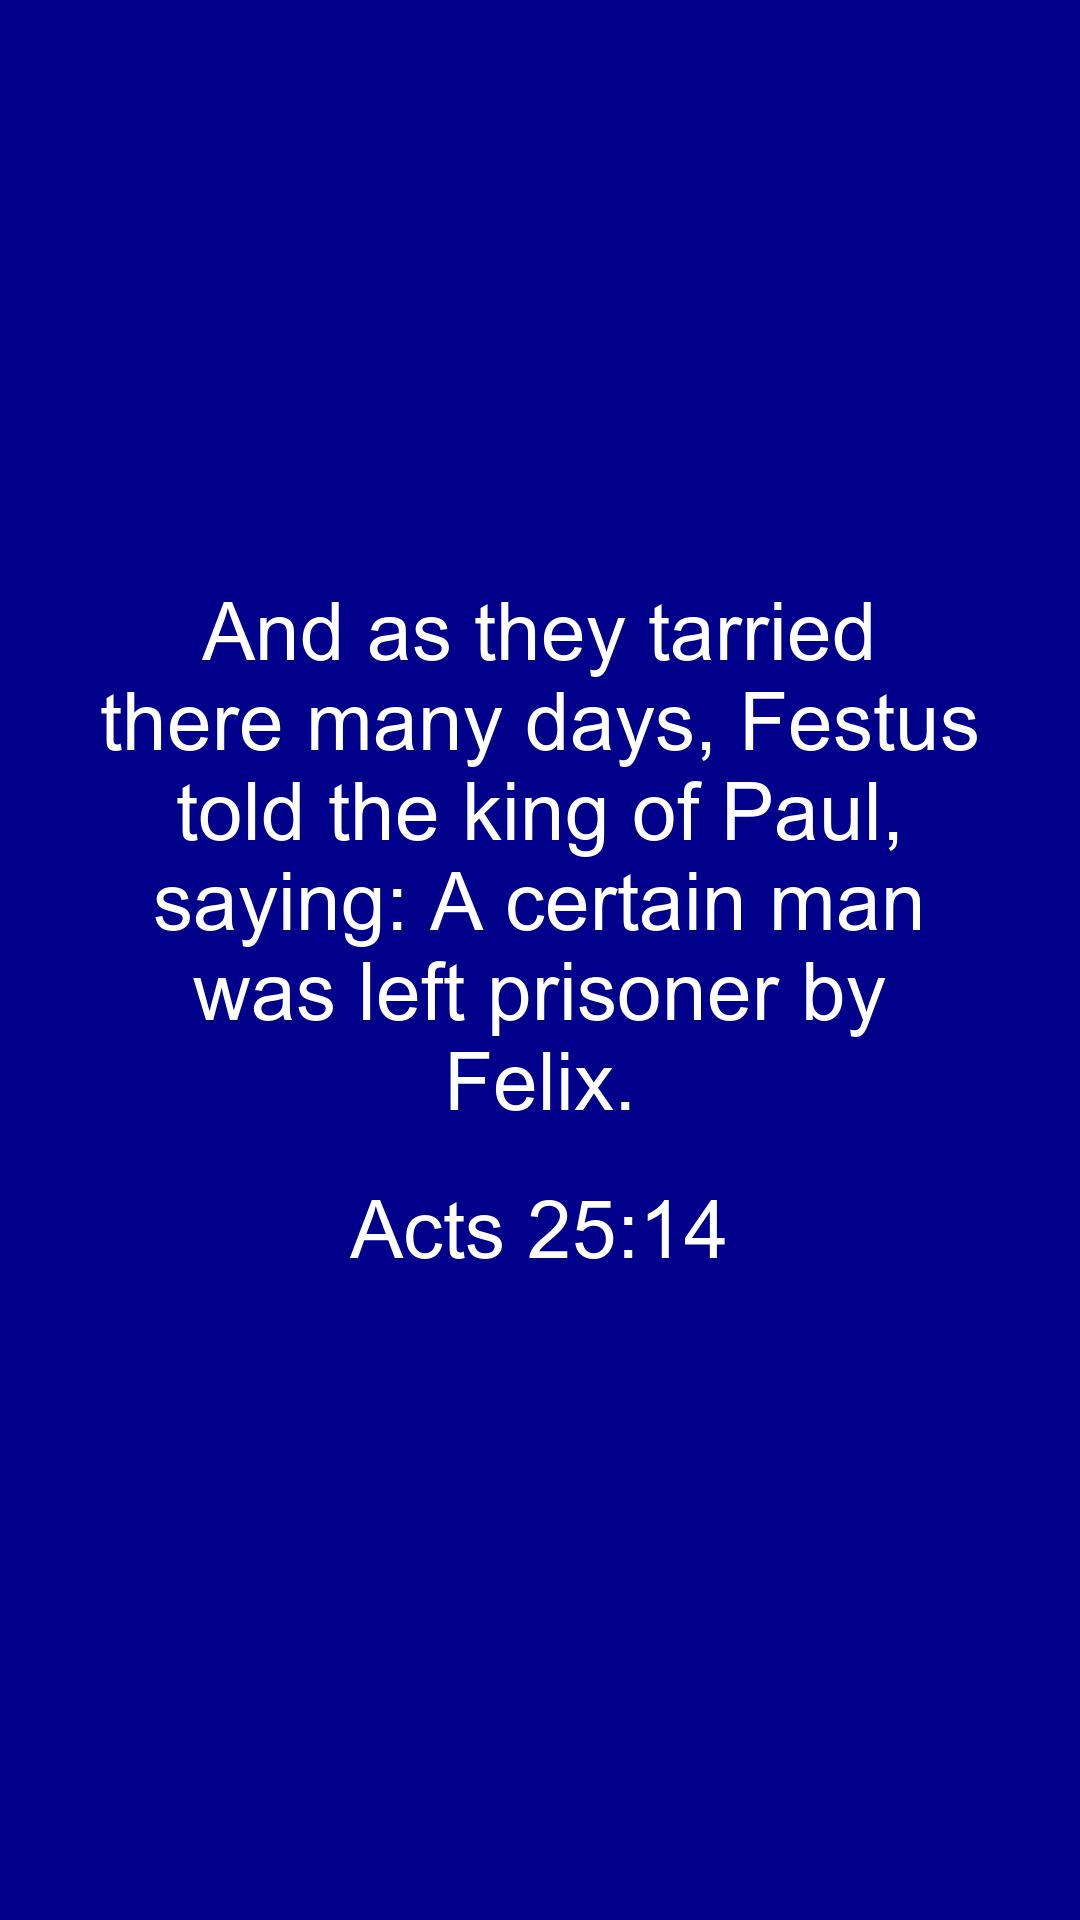 And as they tarried
there many days, Festus
told the king of Paul,
saying: A certain man
was left prisoner by
Felix.
Acts 25:14